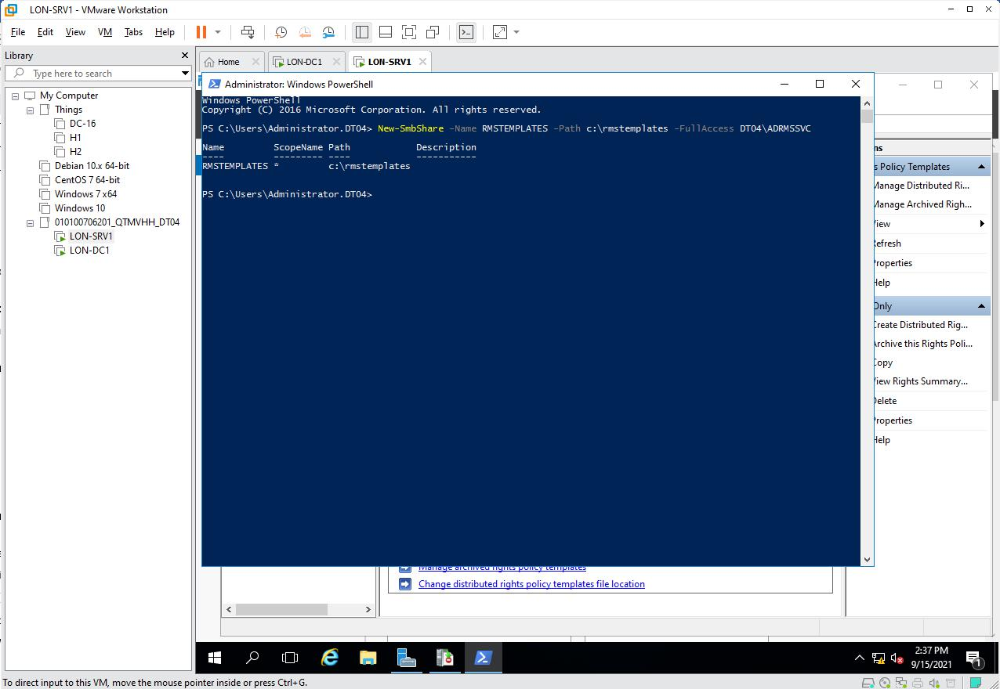 LON-SRV1 - VMware Workstation
File Edit View VM Tabs Help
Library
Type here to search
My Computer
Things
DC-16
H1
H2
Debian 10.x 64-bit
CentOS 7 64-bit
Windows 7 x64
Windows 10
010100706201_QTMVHH_DT04
LON-SRV1
LON-DC1
Home
LON-DC1
LON-SRV1
Administrator: Windows PowerShell
Windows PowerShell
Copyright (C) 2016 Microsoft Corporation. All rights reserved.
PS C:\Users\Administrator.DT04> New-SmbShare -Name RMSTEMPLATES -Path c:\rmstemplates -FullAccess DT04\ADRMSSVC
Name ScopeName Path Description
---- --------- ---- -----------
RMSTEMPLATES * c:\rmstemplates
PS C:\Users\Administrator.DT04>
ns
s Policy Templates
Manage Distributed Ri...
Manage Archived Righ...
View
Refresh
Properties
Help
Only
Create Distributed Rig...
Archive this Rights Poli...
Copy
View Rights Summary...
Delete
Properties
Help
Manage archived rights policy templates
Change distributed rights policy templates file location
2:37 PM
9/15/2021
1
To direct input to this VM, move the mouse pointer inside or press Ctrl+G.